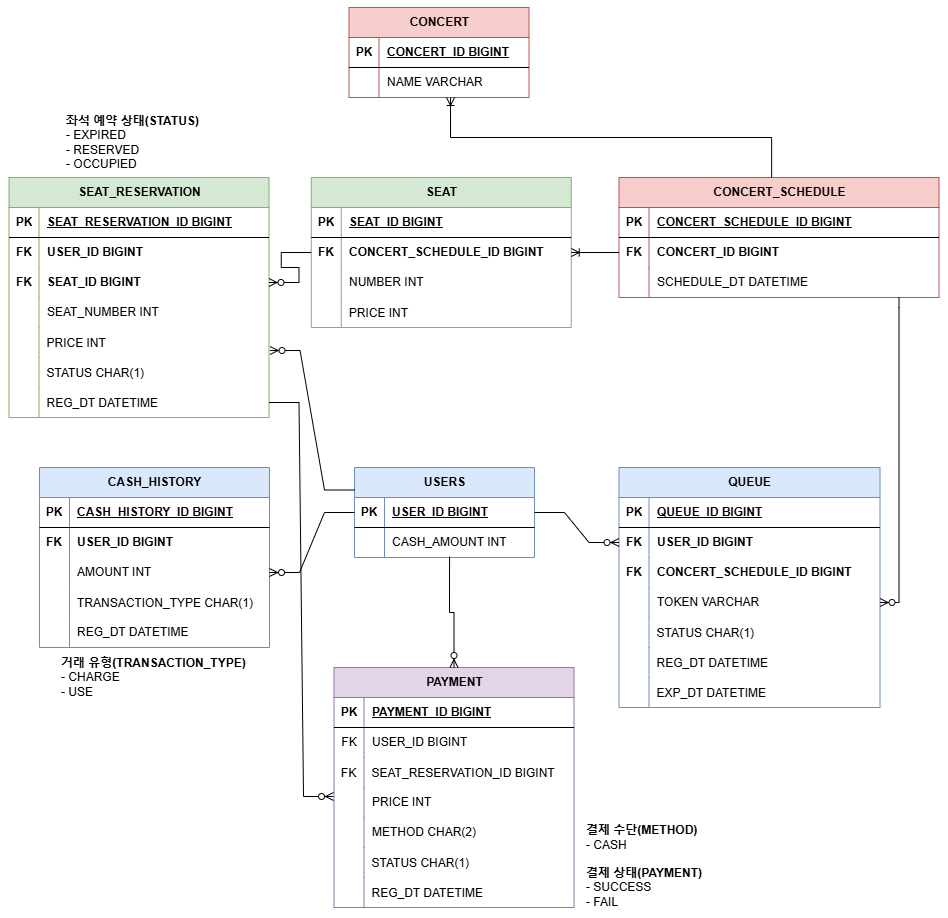 CONCERT
PK CONCERT_ID BIGINT
NAME VARCHAR
좌석 예약 상태(STATUS)
- EXPIRED
- RESERVED
- OCCUPIED
SEAT_RESERVATION
PK SEAT_RESERVATION_ID BIGINT
FK USER_ID BIGINT
FK SEAT_ID BIGINT
SEAT_NUMBER INT
PRICE INT
STATUS CHAR(1)
REG_DT DATETIME
SEAT
PK SEAT_ID BIGINT
FK CONCERT_SCHEDULE_ID BIGINT
NUMBER INT
PRICE INT
CONCERT_SCHEDULE
PK CONCERT_SCHEDULE_ID BIGINT
FK CONCERT_ID BIGINT
SCHEDULE_DT DATETIME
CASH_HISTORY
PK CASH_HISTORY_ID BIGINT
FK USER_ID BIGINT
AMOUNT INT
TRANSACTION_TYPE CHAR(1)
REG_DT DATETIME
거래 유형(TRANSACTION_TYPE)
- CHARGE
- USE
USERS
PK USER_ID BIGINT
CASH_AMOUNT INT
QUEUE
PK QUEUE_ID BIGINT
FK USER_ID BIGINT
FK CONCERT_SCHEDULE_ID BIGINT
TOKEN VARCHAR
STATUS CHAR(1)
REG_DT DATETIME
EXP_DT DATETIME
PAYMENT
PK PAYMENT_ID BIGINT
FK USER_ID BIGINT
FK SEAT_RESERVATION_ID BIGINT
PRICE INT
METHOD CHAR(2)
STATUS CHAR(1)
REG_DT DATETIME
결제 수단(METHOD)
- CASH
결제 상태(PAYMENT)
- SUCCESS
- FAIL